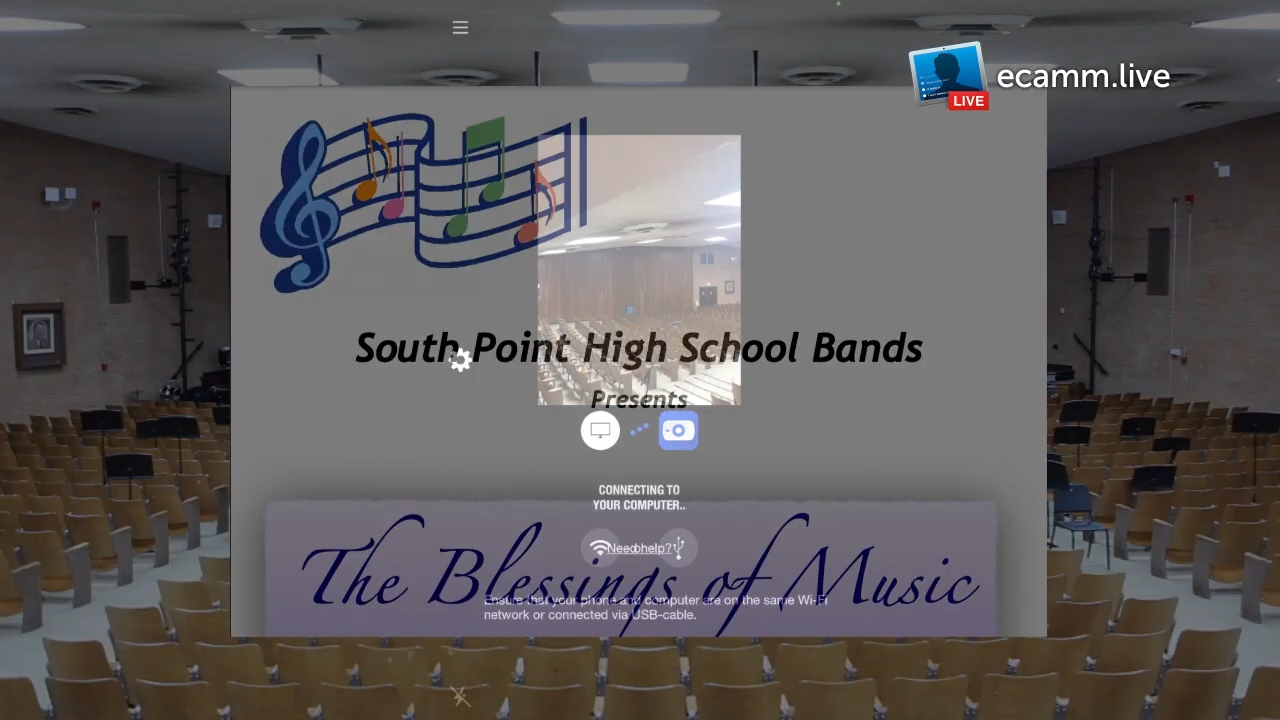 ecamm.live
LIVE
South Point High School Bands
Presents
CONNECTING TO
YOUR COMPUTER..
Need help?
The Blessings of Music
Ensure that your phone and computer are on the same Wi-Fi
network or connected via USB-cable.